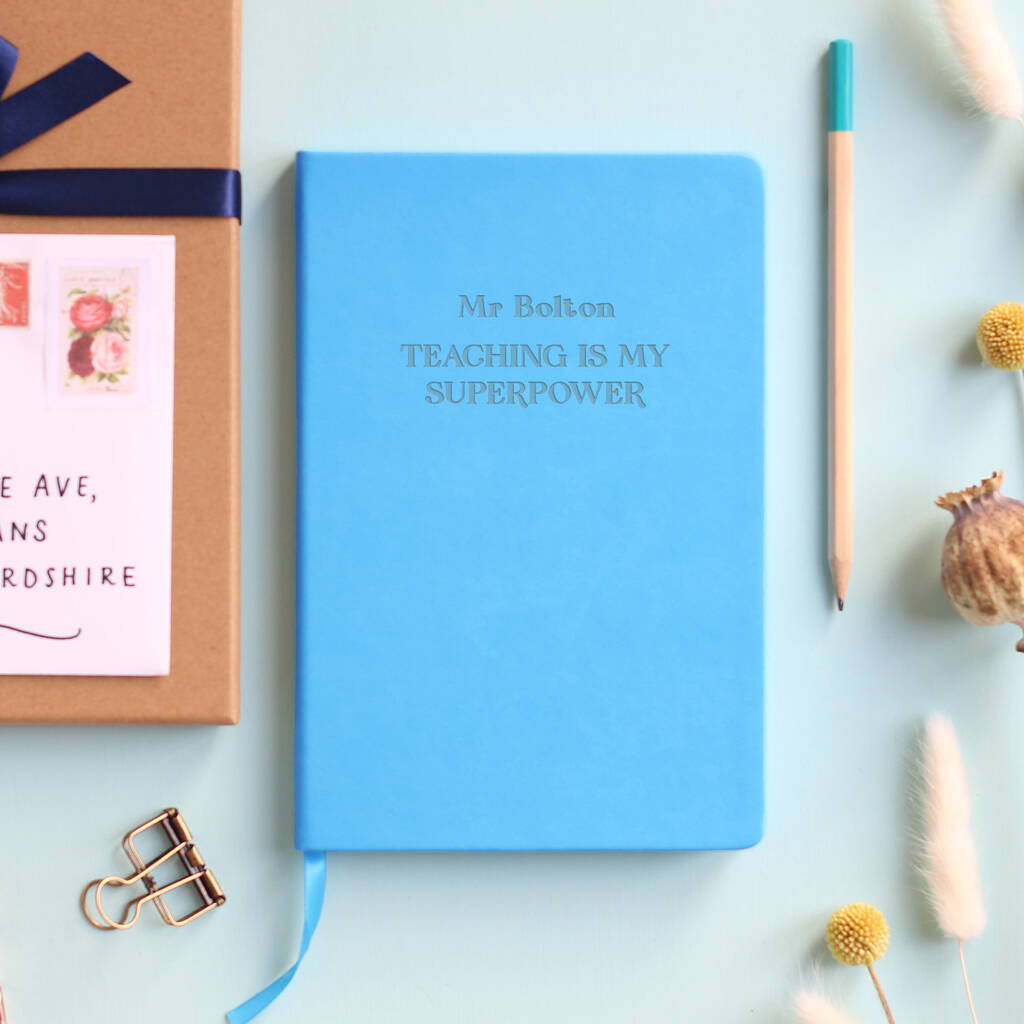 Mr Bolton
TEACHING IS MY
SUPERPOWER
E AVE,
ANS
RDSHIRE